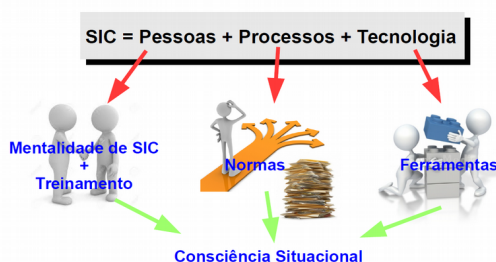 SIC = Pessoas + Processos + Tecnologia
Mentalidade de SIC
+
Treinamento
Normas
Ferramentas
Consciência Situacional